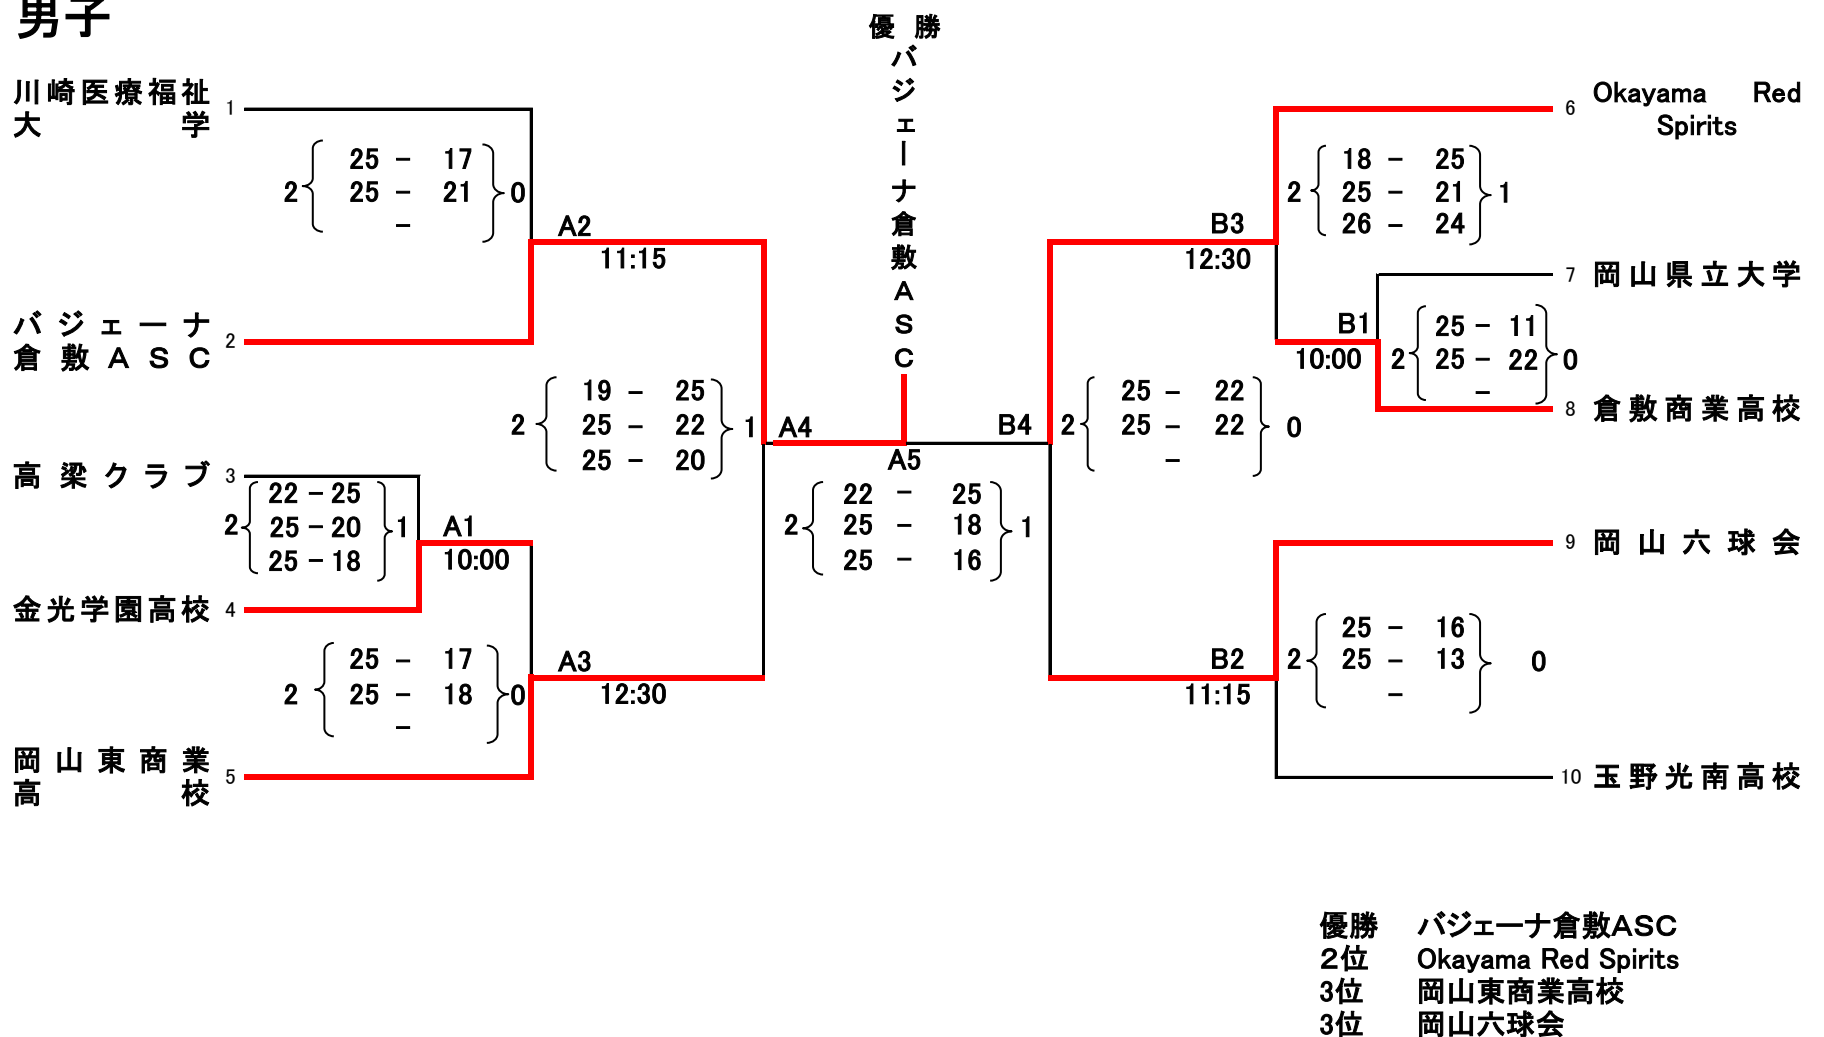 男子
優勝
バジェーナ倉敷ASC
川崎医療福祉
大学
1
2 25 - 17 0
25 - 21
-
A2
11:15
バジェーナ
倉敷ASC
2
2 19 - 25 1
25 - 22
25 - 20
A4
高梁クラブ
3
2 22 - 25 1
25 - 20
25 - 18
A1
10:00
金光学園高校
4
2 25 - 17 0
25 - 18
-
A3
12:30
岡山東商業
高校
5
A5
2 22 - 25 1
25 - 18
25 - 16
6
Okayama Red
Spirits
2 18 - 25 1
25 - 21
26 - 24
B3
12:30
7
岡山県立大学
B1
10:00
2 25 - 11 0
25 - 22
-
8
倉敷商業高校
B4
2 25 - 22 0
25 - 22
-
9
岡山六球会
B2
11:15
2 25 - 16 0
25 - 13
-
10
玉野光南高校
優勝 バジェーナ倉敷ASC
2位 Okayama Red Spirits
3位 岡山東商業高校
3位 岡山六球会